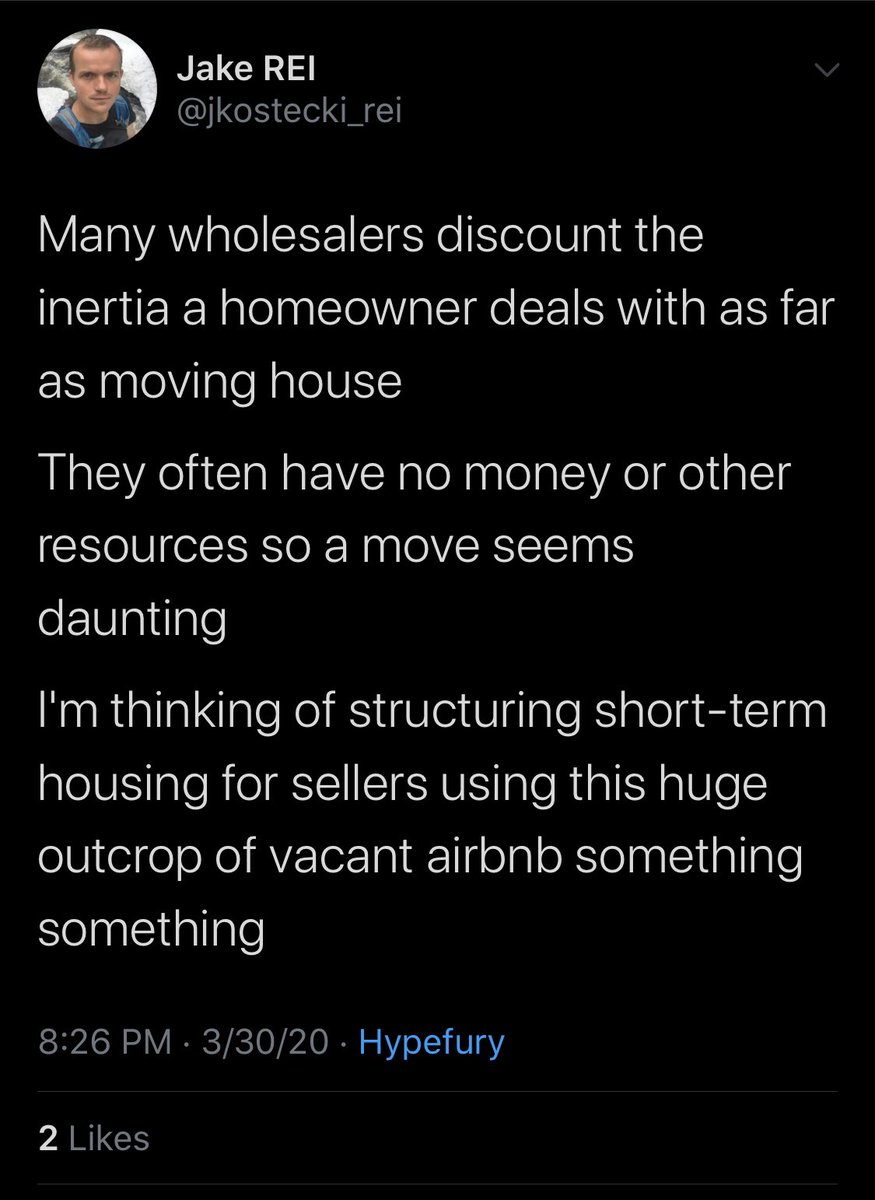 Jake REI
@jkostecki_rei
Many wholesalers discount the
inertia a homeowner deals with as far
as moving house
They often have no money or other
resources so a move seems
daunting
I'm thinking of structuring short-term
housing for sellers using this huge
outcrop of vacant airbnb something
something
8:26 PM · 3/30/20 · Hypefury
2 Likes